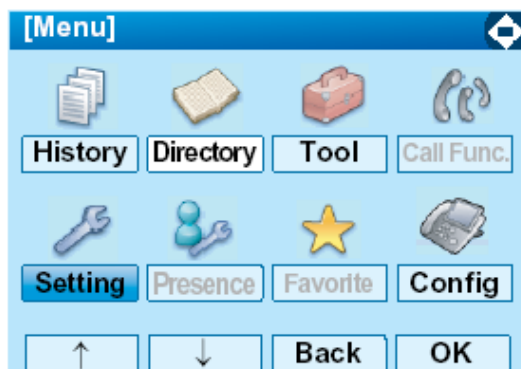 [Menu]
History Directory Tool Call Func.
Setting Presence Favorite Config
↑ ↓ Back OK